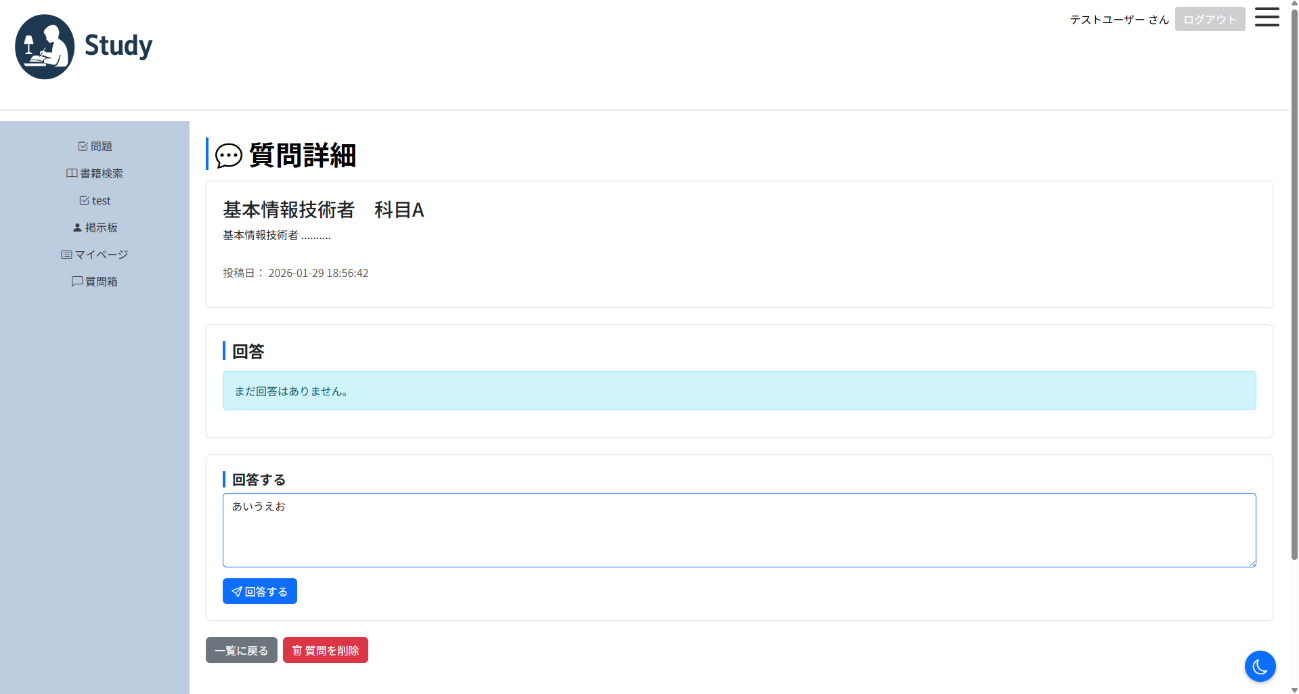 Study
テストユーザー さん
ログアウト
問題
書籍検索
test
掲示板
マイページ
質問箱
質問詳細
基本情報技術者　科目A
基本情報技術者 ..........
投稿日： 2026-01-29 18:56:42
回答
まだ回答はありません。
回答する
あいうえお
回答する
一覧に戻る
質問を削除